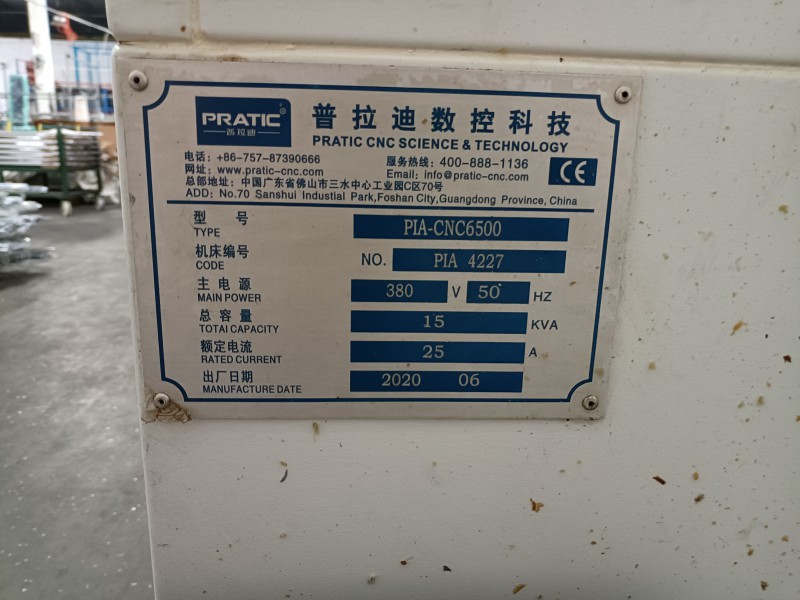 PRATIC
普拉迪
普拉迪数控科技
PRATIC CNC SCIENCE & TECHNOLOGY
电话：+86-757-87390666
服务热线：400-888-1136
网址：www.pratic-cnc.com
Email: info@pratic-cnc.com
CE
总部地址：中国广东省佛山市三水中心工业园C区70号
ADD: No.70 Sanshui Industial Park,Foshan City,Guangdong Province, China
型 号 PIA-CNC6500
TYPE
机床编号 NO. PIA 4227
CODE
主电源 380 V 50 HZ
MAIN POWER
总容量 15 KVA
TOTAI CAPACITY
额定电流 25 A
RATED CURRENT
出厂日期 2020 06
MANUFACTURE DATE